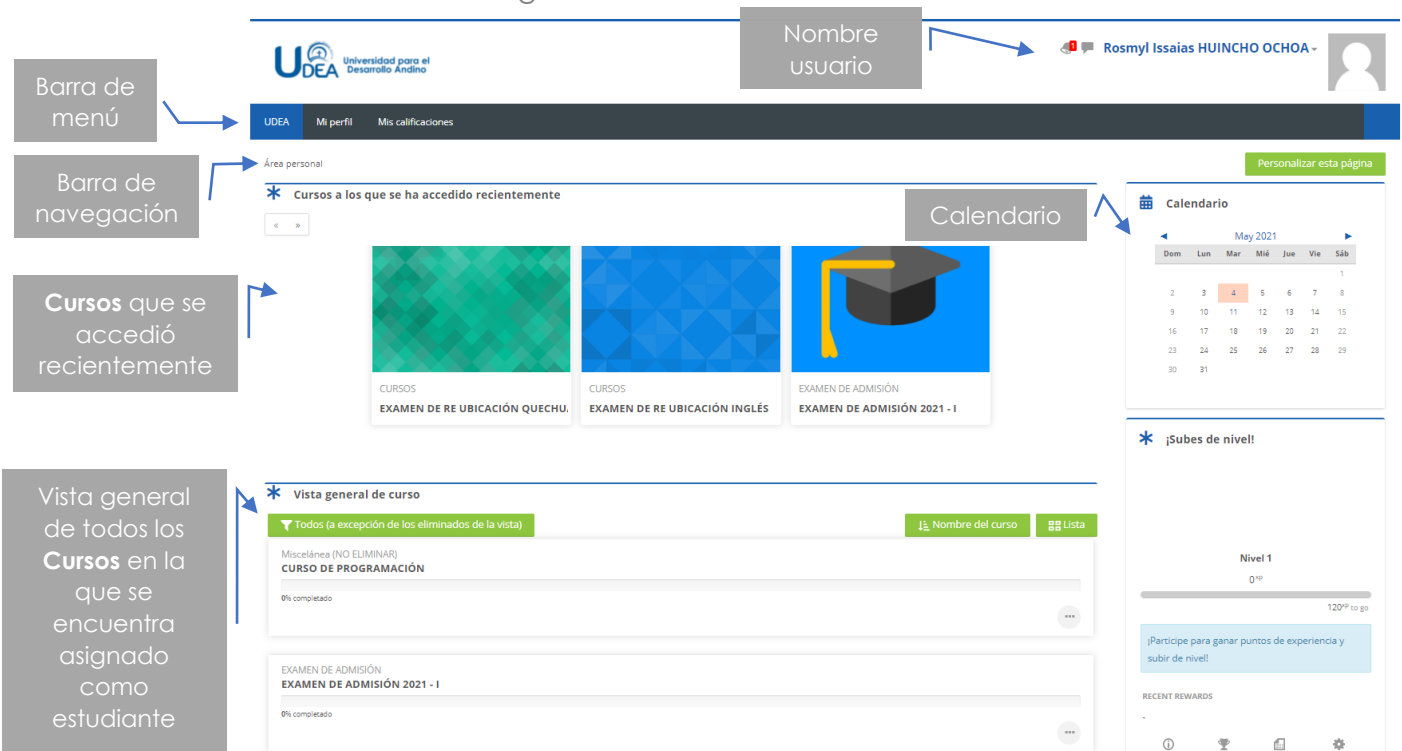 Nombre
usuario
UDEA
Universidad para el
Desarrollo Andino
1
Rosmyl Issaias HUINCHO OCHOA
Barra de
menú
UDEA Mi perfil Mis calificaciones
Barra de
navegación
Área personal
Personalizar esta página
Cursos a los que se ha accedido recientemente
« »
Calendario
Calendario
◄ May 2021 ►
Dom Lun Mar Mié Jue Vie Sáb
1
2 3 4 5 6 7 8
9 10 11 12 13 14 15
16 17 18 19 20 21 22
23 24 25 26 27 28 29
30 31
Cursos que se
accedió
recientemente
CURSOS
EXAMEN DE RE UBICACIÓN QUECHU
CURSOS
EXAMEN DE RE UBICACIÓN INGLÉS
EXAMEN DE ADMISIÓN
EXAMEN DE ADMISIÓN 2021 - I
¡Subes de nivel!
Nivel 1
0xp
120xp to go
¡Participe para ganar puntos de experiencia y
subir de nivel!
RECENT REWARDS
-
Vista general
de todos los
Cursos en la
que se
encuentra
asignado
como
estudiante
Vista general de curso
Todos (a excepción de los eliminados de la vista)
Nombre del curso
Lista
Miscelánea (NO ELIMINAR)
CURSO DE PROGRAMACIÓN
0% completado
...
EXAMEN DE ADMISIÓN
EXAMEN DE ADMISIÓN 2021 - I
0% completado
...